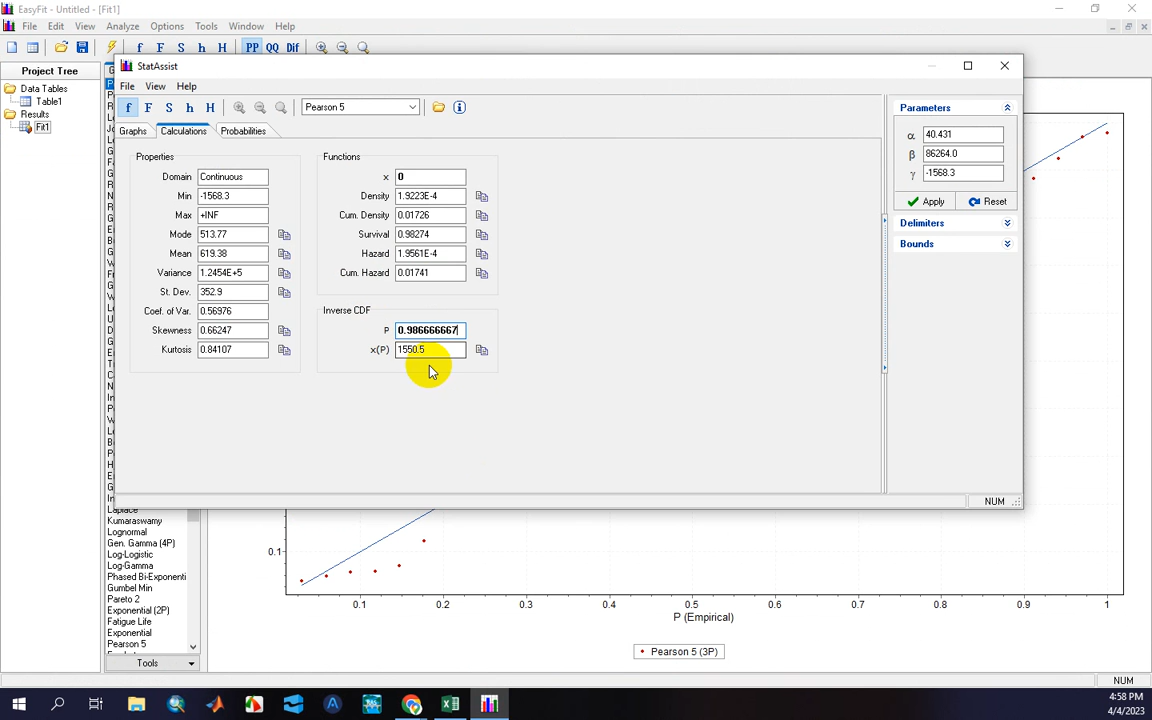 EasyFit - Untitled - [Fit1]
File Edit View Analyze Options Tools Window Help
f F S h H PP QQ Dif
Project Tree
Data Tables
Table1
Results
Fit1
StatAssist
File View Help
f F S h H Pearson 5
Graphs Calculations Probabilities
Properties
Domain Continuous
Min -1568.3
Max +INF
Mode 513.77
Mean 619.38
Variance 1.2454E+5
St. Dev. 352.9
Coef. of Var. 0.56976
Skewness 0.66247
Kurtosis 0.84107
Functions
x 0
Density 1.9223E-4
Cum. Density 0.01726
Survival 0.98274
Hazard 1.9561E-4
Cum. Hazard 0.01741
Inverse CDF
P 0.986666667
x(P) 1550.5
Parameters
α 40.431
β 86264.0
γ -1568.3
Apply Reset
Delimiters
Bounds
NUM
Laplace
Kumaraswamy
Lognormal
Gen. Gamma (4P)
Log-Logistic
Log-Gamma
Phased Bi-Exponenti
Gumbel Min
Pareto 2
Exponential (2P)
Fatigue Life
Exponential
Pearson 5
Tools
0.1
0.1 0.2 0.3 0.4 0.5 0.6 0.7 0.8 0.9 1
P (Empirical)
Pearson 5 (3P)
NUM
4:58 PM
4/4/2023